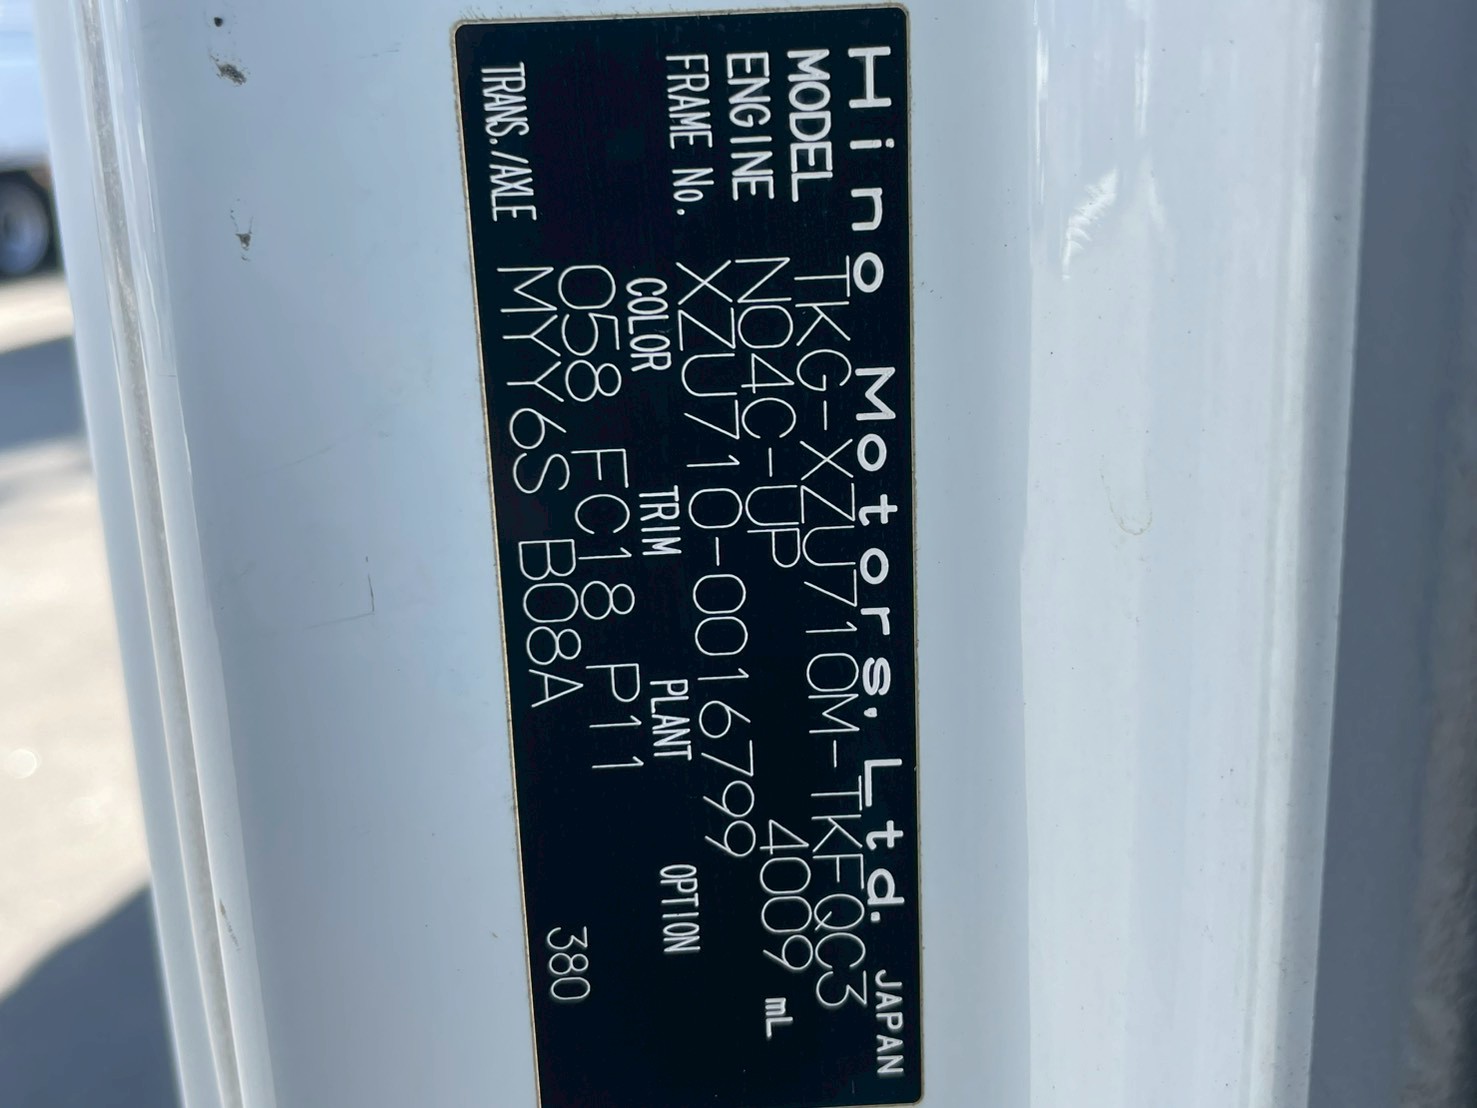 Hino Motors, Ltd. JAPAN
MODEL TKG-XZU710M-TKFQC3
ENGINE N04C-UP 4009 mL
FRAME No. XZU710-0016799
COLOR TRIM PLANT OPTION
058 FC18 P11
TRANS./AXLE MYY6S B08A 380